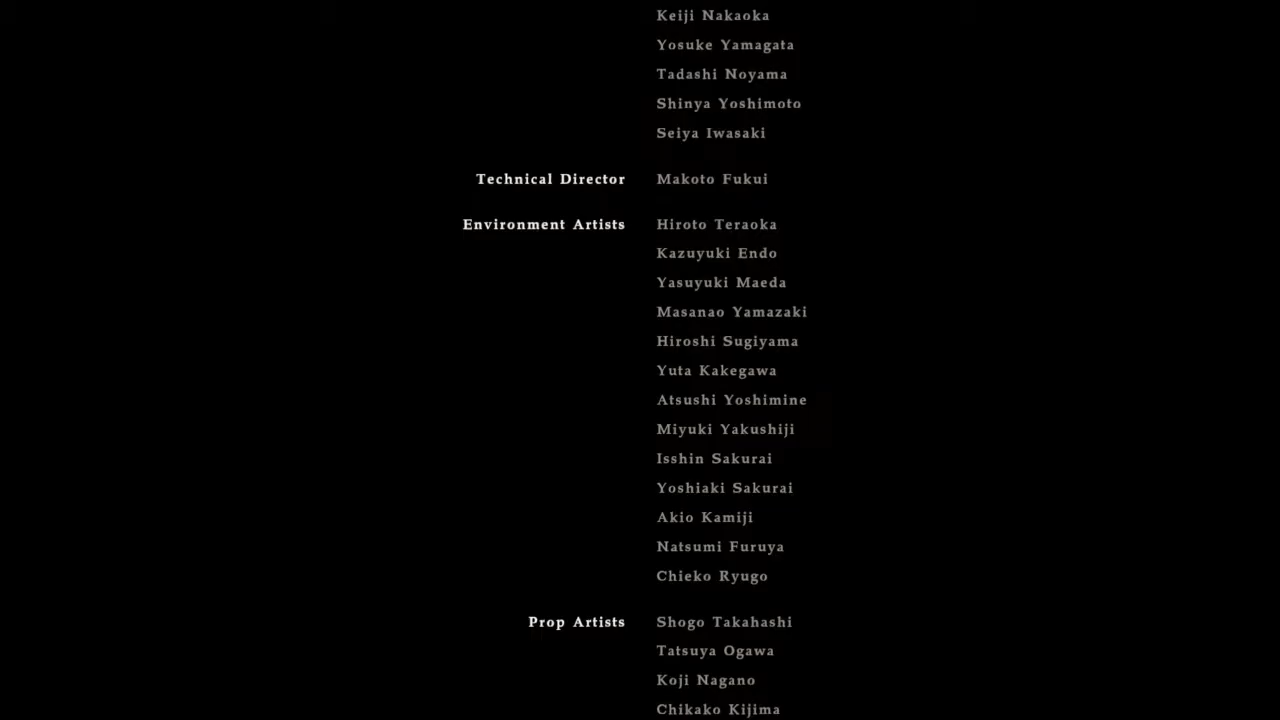 Keiji Nakaoka
Yosuke Yamagata
Tadashi Noyama
Shinya Yoshimoto
Seiya Iwasaki
Technical Director Makoto Fukui
Environment Artists Hiroto Teraoka
Kazuyuki Endo
Yasuyuki Maeda
Masanao Yamazaki
Hiroshi Sugiyama
Yuta Kakegawa
Atsushi Yoshimine
Miyuki Yakushiji
Isshin Sakurai
Yoshiaki Sakurai
Akio Kamiji
Natsumi Furuya
Chieko Ryugo
Prop Artists Shogo Takahashi
Tatsuya Ogawa
Koji Nagano
Chikako Kijima